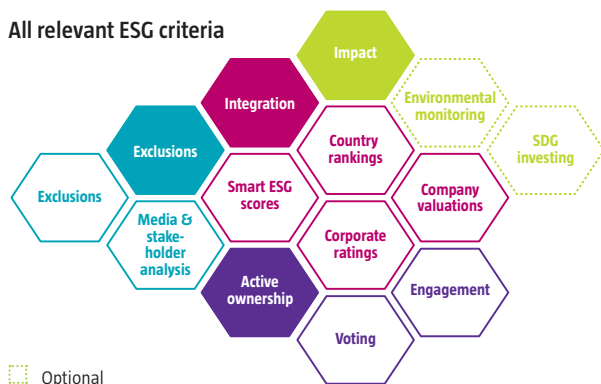 All relevant ESG criteria
Impact
Integration
Environmental
monitoring
Exclusions
Country
rankings
SDG
investing
Exclusions
Smart ESG
scores
Company
valuations
Media &
stake-
holder
analysis
Corporate
ratings
Active
ownership
Engagement
Voting
Optional